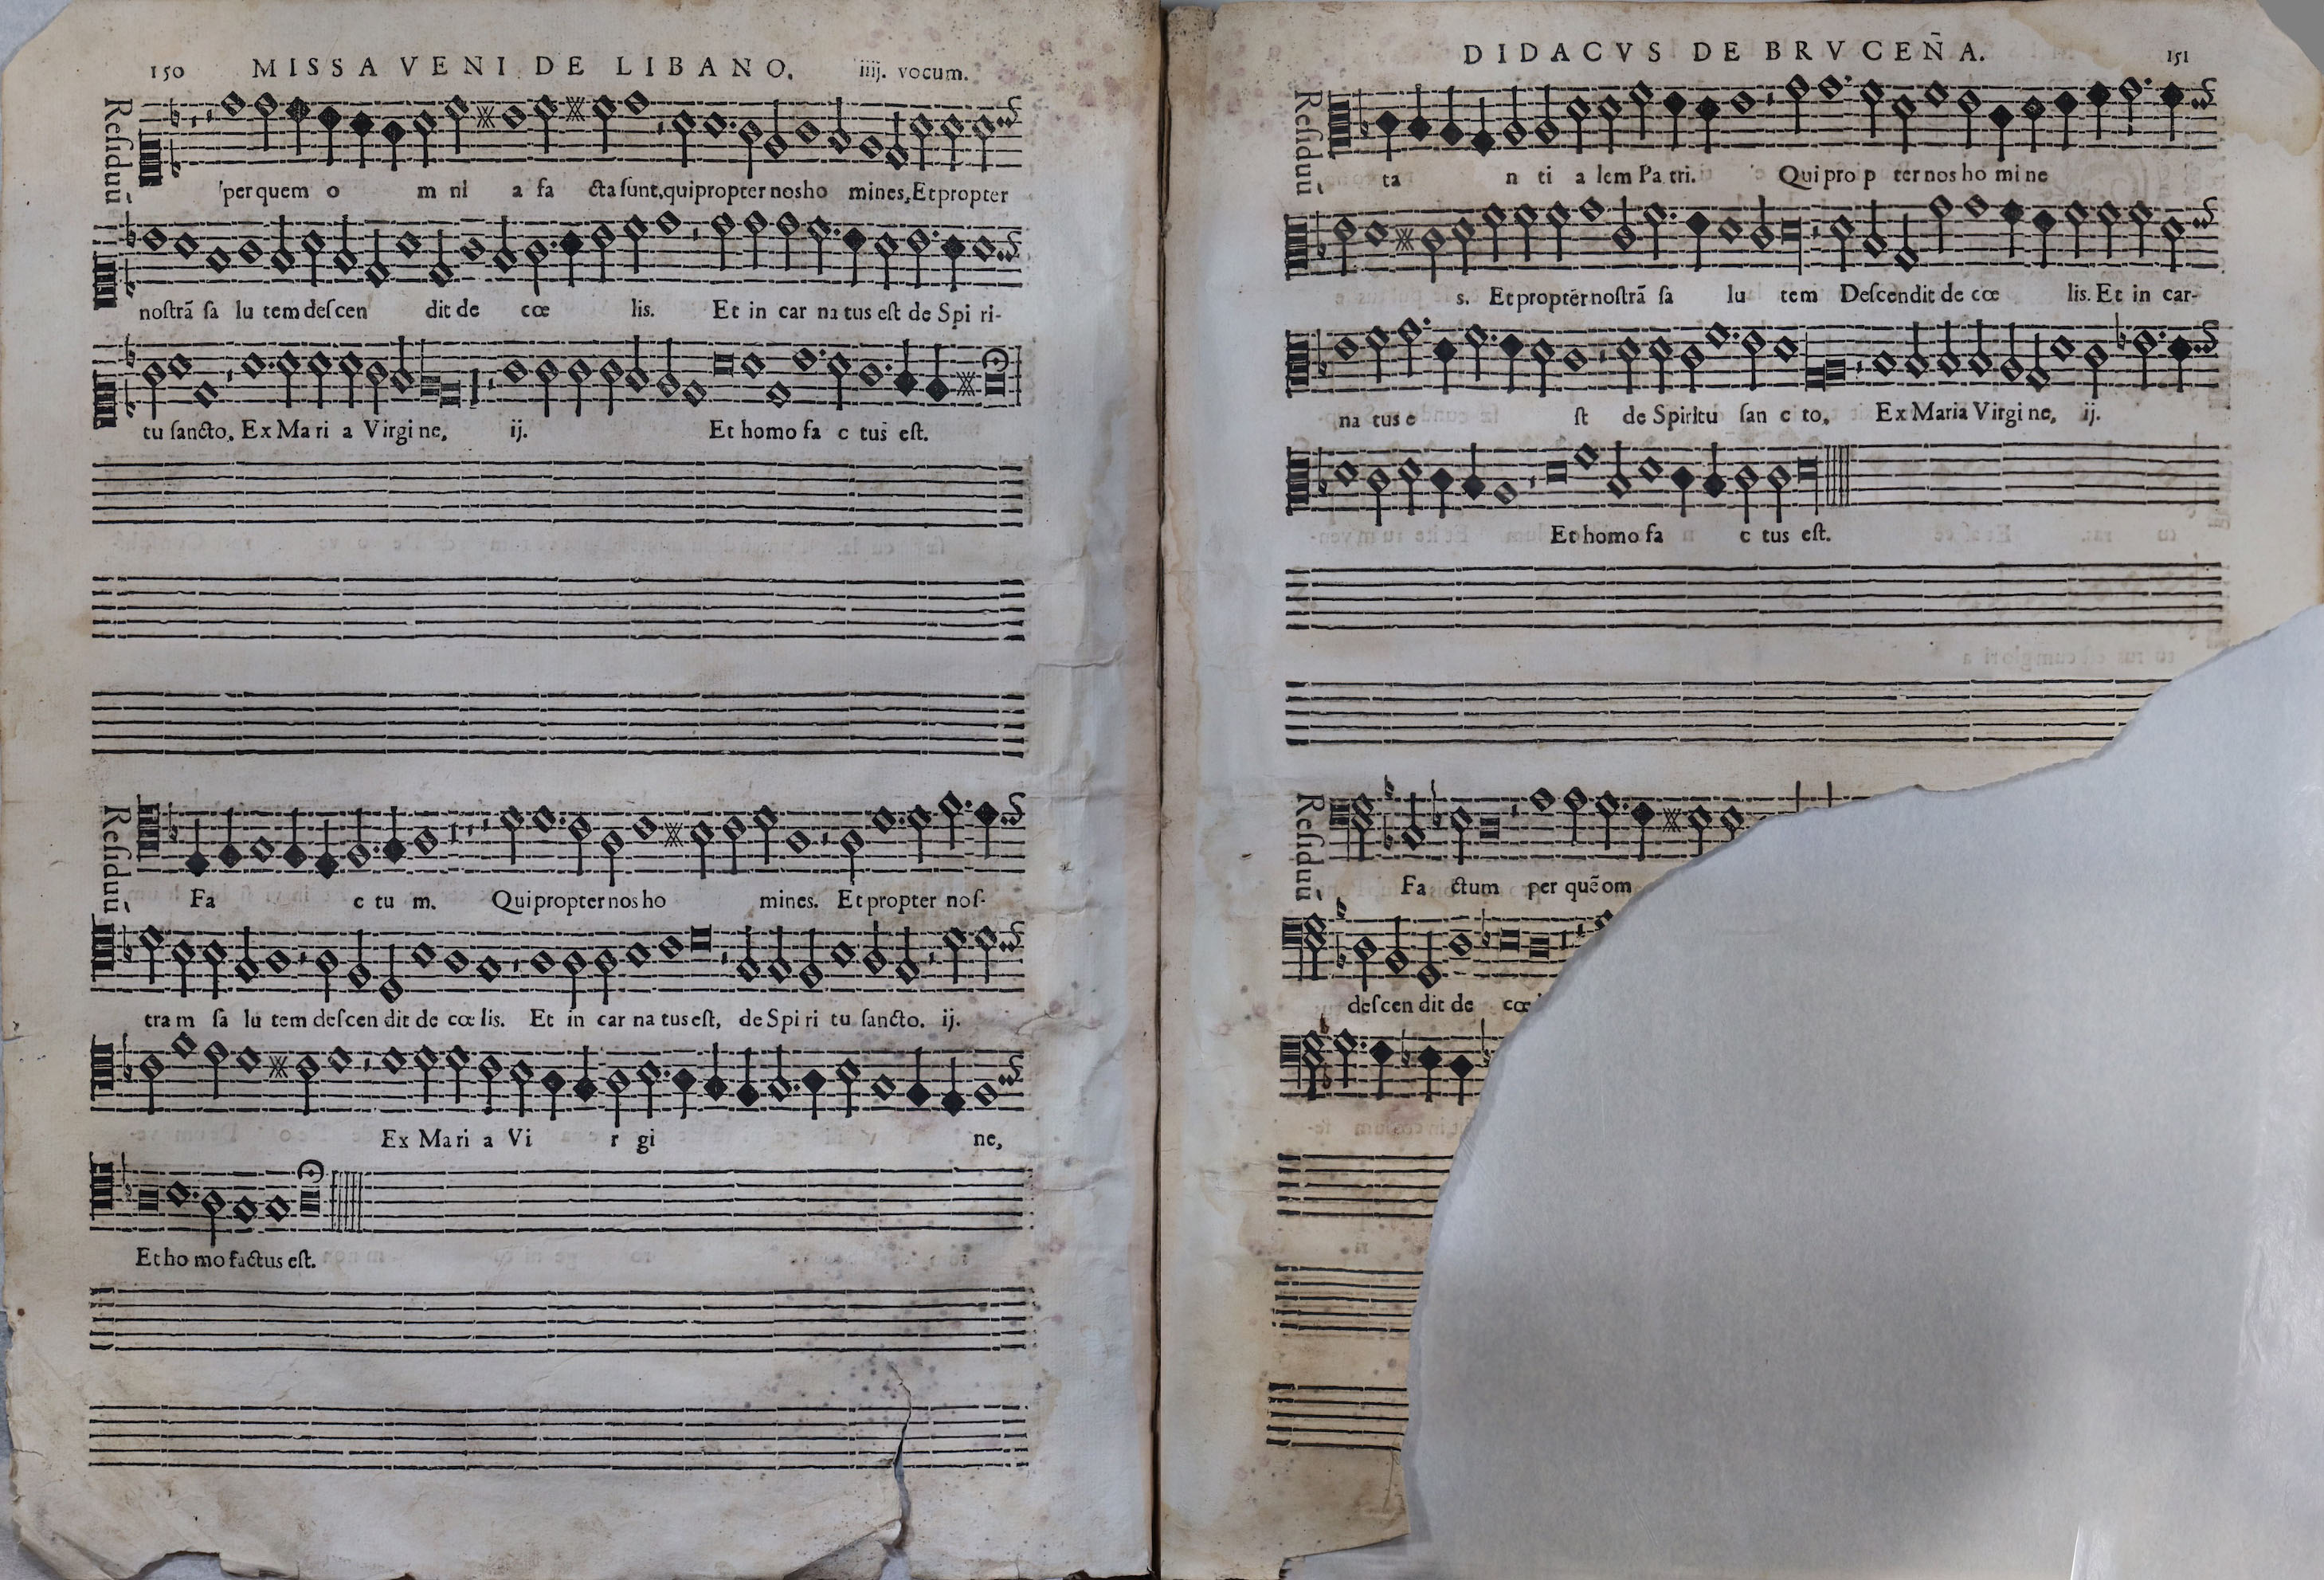 150 MISSA VENI DE LIBANO. iiij. vocum.
Residuũ
per quem o m ni a fa cta sunt, qui propter nos ho mines, Et propter
nostrã sa lu tem descen dit de cœ lis. Et in car na tus est de Spi ri-
tu sancto, Ex Ma ri a Virgi ne, ij. Et homo fa c tus est.
Residuũ
Fa c tu m. Qui propter nos ho mines. Et propter nos-
tra m sa lu tem descen dit de cœ lis. Et in car na tus est, de Spi ri tu sancto. ij.
Ex Ma ri a Vi r gi ne,
Et ho mo factus est.
DIDACVS DE BRVCEÑA. 151
Residuũ
ta n ti a lem Pa tri. Qui pro p ter nos ho mi ne
s. Et propter nostrã sa lu tem Descendit de cœ lis. Et in car-
na tus e st de Spiritu san c to, Ex Maria Virgi ne, ij.
Et homo fa c tus est.
Residuũ
Fa ctum per quẽ om
descen dit de cœ